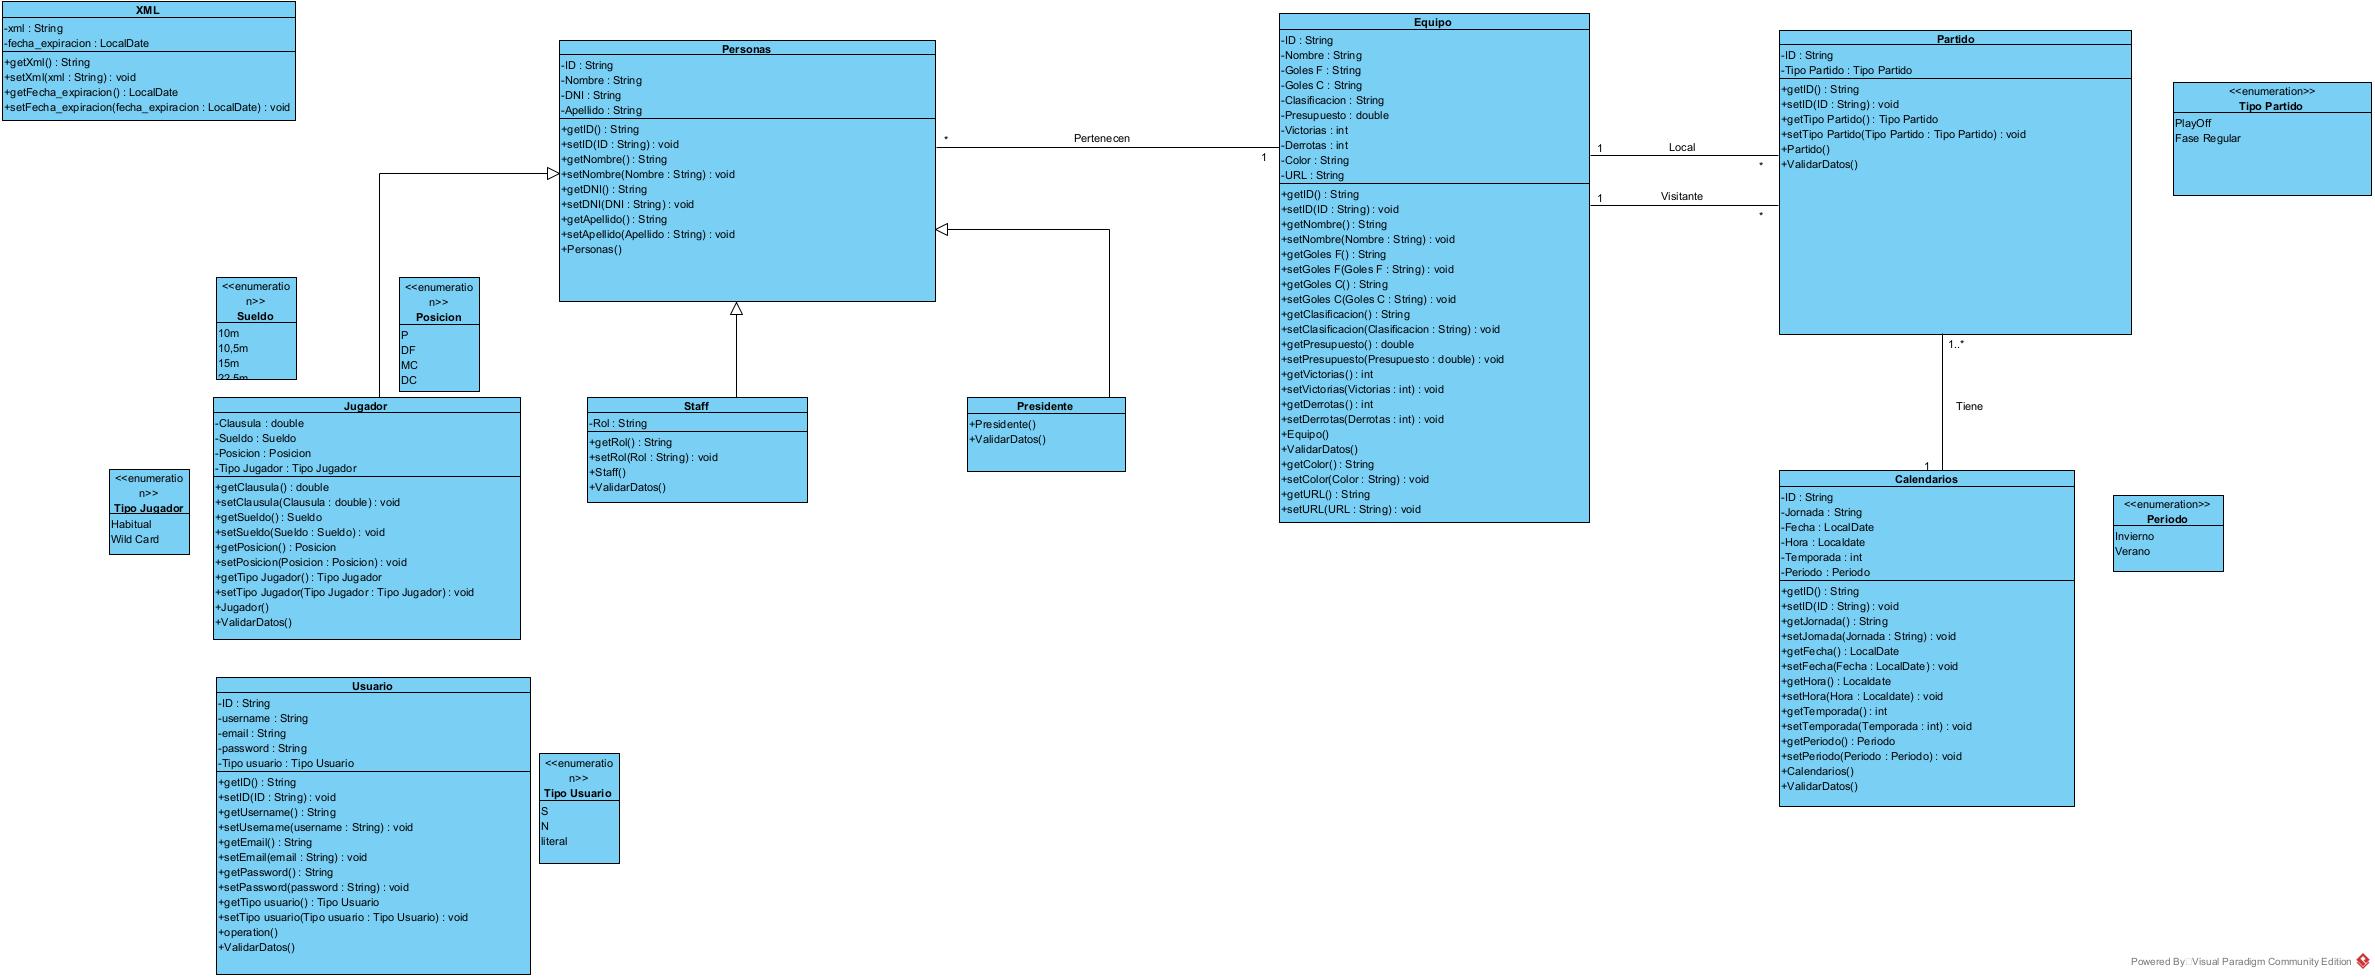 XML
-xml : String
-fecha_expiracion : LocalDate
+getXml() : String
+setXml(xml : String) : void
+getFecha_expiracion() : LocalDate
+setFecha_expiracion(fecha_expiracion : LocalDate) : void
Personas
-ID : String
-Nombre : String
-DNI : String
-Apellido : String
+getID() : String
+setID(ID : String) : void
+getNombre() : String
+setNombre(Nombre : String) : void
+getDNI() : String
+setDNI(DNI : String) : void
+getApellido() : String
+setApellido(Apellido : String) : void
+Personas()
*
Pertenecen
1
Equipo
-ID : String
-Nombre : String
-Goles F : String
-Goles C : String
-Clasificacion : String
-Presupuesto : double
-Victorias : int
-Derrotas : int
-Color : String
-URL : String
+getID() : String
+setID(ID : String) : void
+getNombre() : String
+setNombre(Nombre : String) : void
+getGoles F() : String
+setGoles F(Goles F : String) : void
+getGoles C() : String
+setGoles C(Goles C : String) : void
+getClasificacion() : String
+setClasificacion(Clasificacion : String) : void
+getPresupuesto() : double
+setPresupuesto(Presupuesto : double) : void
+getVictorias() : int
+setVictorias(Victorias : int) : void
+getDerrotas() : int
+setDerrotas(Derrotas : int) : void
+Equipo()
+ValidarDatos()
+getColor() : String
+setColor(Color : String) : void
+getURL() : String
+setURL(URL : String) : void
1
Local
*
1
Visitante
*
Partido
-ID : String
-Tipo Partido : Tipo Partido
+getID() : String
+setID(ID : String) : void
+getTipo Partido() : Tipo Partido
+setTipo Partido(Tipo Partido : Tipo Partido) : void
+Partido()
+ValidarDatos()
<<enumeration>>
Tipo Partido
PlayOff
Fase Regular
1..*
Tiene
1
<<enumeratio
n>>
Sueldo
10m
10,5m
15m
22,5m
<<enumeratio
n>>
Posicion
P
DF
MC
DC
<<enumeratio
n>>
Tipo Jugador
Habitual
Wild Card
Jugador
-Clausula : double
-Sueldo : Sueldo
-Posicion : Posicion
-Tipo Jugador : Tipo Jugador
+getClausula() : double
+setClausula(Clausula : double) : void
+getSueldo() : Sueldo
+setSueldo(Sueldo : Sueldo) : void
+getPosicion() : Posicion
+setPosicion(Posicion : Posicion) : void
+getTipo Jugador() : Tipo Jugador
+setTipo Jugador(Tipo Jugador : Tipo Jugador) : void
+Jugador()
+ValidarDatos()
Staff
-Rol : String
+getRol() : String
+setRol(Rol : String) : void
+Staff()
+ValidarDatos()
Presidente
+Presidente()
+ValidarDatos()
Calendarios
-ID : String
-Jornada : String
-Fecha : LocalDate
-Hora : Localdate
-Temporada : int
-Periodo : Periodo
+getID() : String
+setID(ID : String) : void
+getJornada() : String
+setJornada(Jornada : String) : void
+getFecha() : LocalDate
+setFecha(Fecha : LocalDate) : void
+getHora() : Localdate
+setHora(Hora : Localdate) : void
+getTemporada() : int
+setTemporada(Temporada : int) : void
+getPeriodo() : Periodo
+setPeriodo(Periodo : Periodo) : void
+Calendarios()
+ValidarDatos()
<<enumeration>>
Periodo
Invierno
Verano
Usuario
-ID : String
-username : String
-email : String
-password : String
-Tipo usuario : Tipo Usuario
+getID() : String
+setID(ID : String) : void
+getUsername() : String
+setUsername(username : String) : void
+getEmail() : String
+setEmail(email : String) : void
+getPassword() : String
+setPassword(password : String) : void
+getTipo usuario() : Tipo Usuario
+setTipo usuario(Tipo usuario : Tipo Usuario) : void
+operation()
+ValidarDatos()
<<enumeratio
n>>
Tipo Usuario
S
N
literal
Powered By Visual Paradigm Community Edition